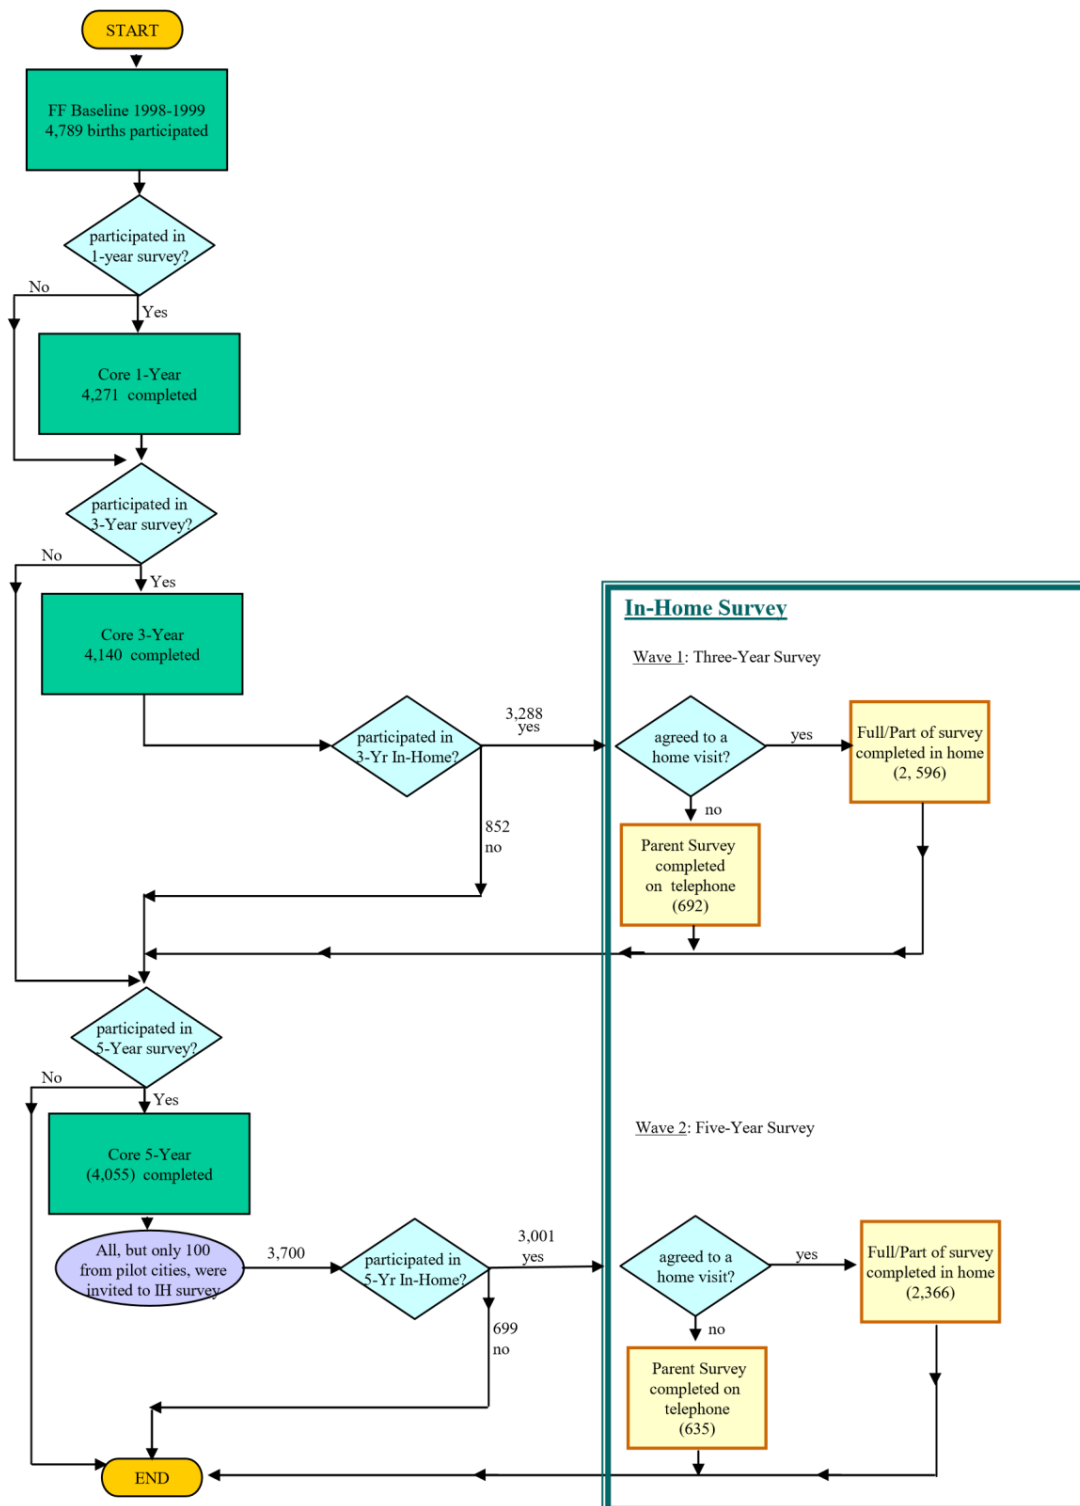 START
FF Baseline 1998-1999
4,789 births participated
participated in
1-year survey?
No
Yes
Core 1-Year
4,271 completed
participated in
3-Year survey?
No
Yes
Core 3-Year
4,140 completed
participated in
3-Yr In-Home?
3,288
yes
852
no
In-Home Survey
Wave 1: Three-Year Survey
agreed to a
home visit?
yes
Full/Part of survey
completed in home
(2, 596)
no
Parent Survey
completed
on telephone
(692)
participated in
5-Year survey?
No
Yes
Core 5-Year
(4,055) completed
All, but only 100
from pilot cities, were
invited to IH survey
3,700
participated in
5-Yr In-Home?
3,001
yes
699
no
Wave 2: Five-Year Survey
agreed to a
home visit?
yes
Full/Part of survey
completed in home
(2,366)
no
Parent Survey
completed on
telephone
(635)
END